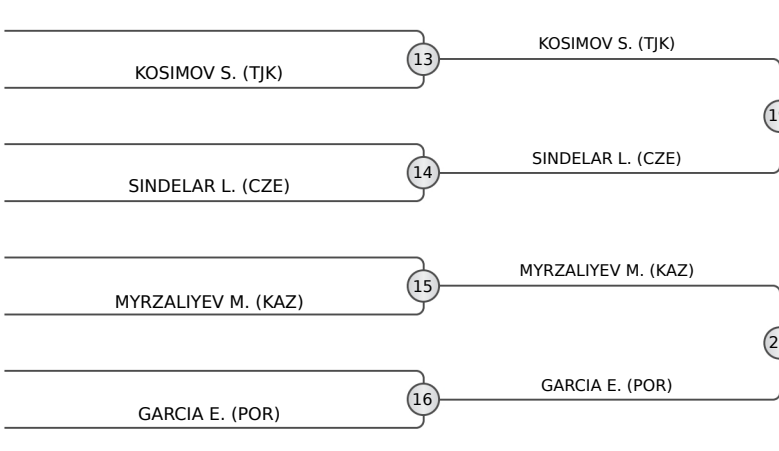 KOSIMOV S. (TJK)
13
KOSIMOV S. (TJK)
SINDELAR L. (CZE)
14
SINDELAR L. (CZE)
MYRZALIYEV M. (KAZ)
15
MYRZALIYEV M. (KAZ)
GARCIA E. (POR)
16
GARCIA E. (POR)